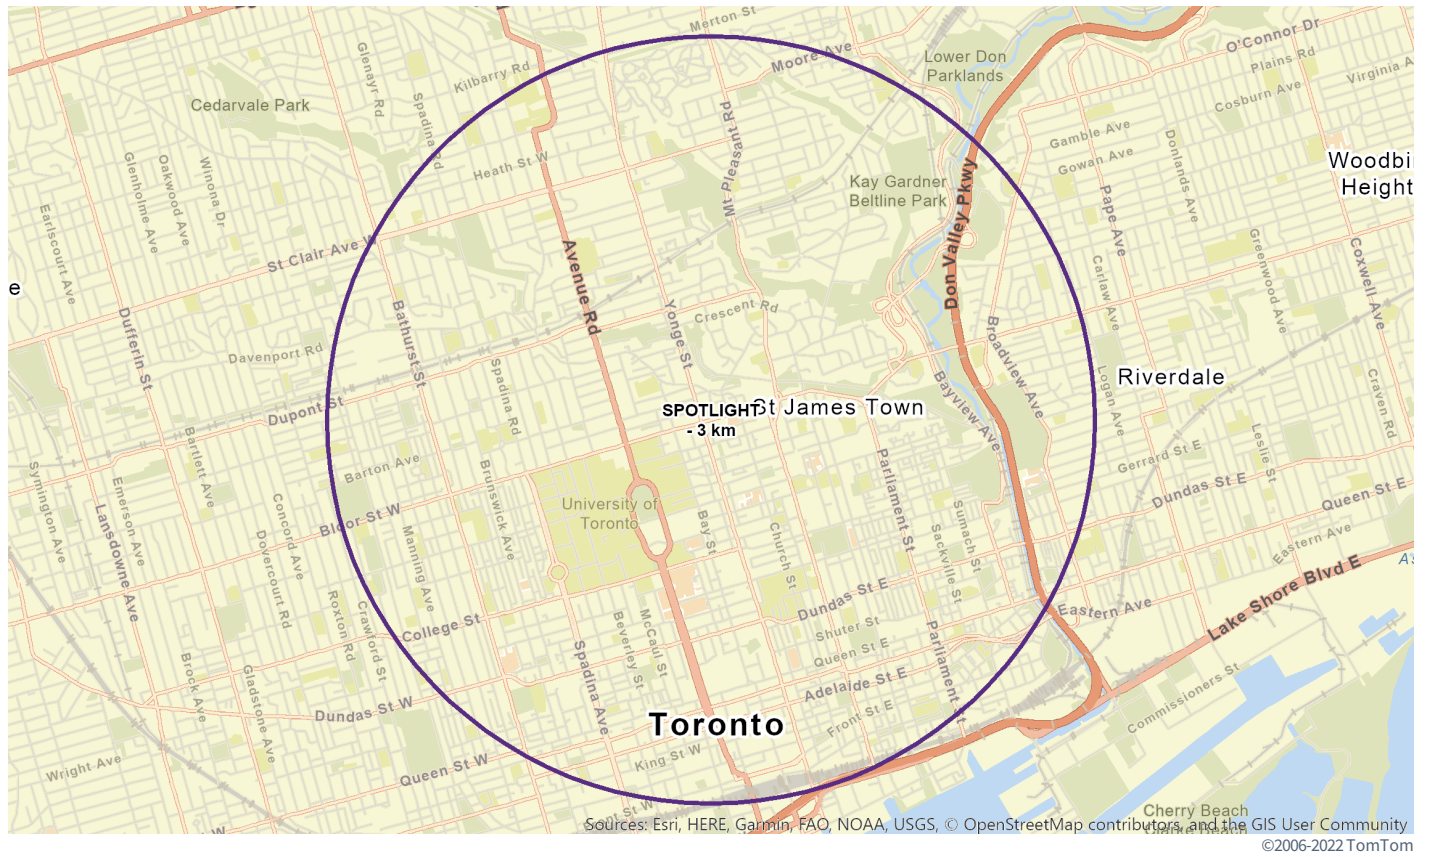 Merton St
Moore Ave
Lower Don
Parklands
O'Connor Dr
Plains Rd
Virginia A
Cosburn Ave
Glenayr Rd
Kilbarry Rd
Cedarvale Park
Spadina Rd
Mt Pleasant Rd
Gamble Ave
Gowan Ave
Donlands Ave
Woodbi
Height
Heath St W
Kay Gardner
Beltline Park
Glenholme Ave
Oakwood Ave
Winona Dr
Earlscourt Ave
St Clair Ave W
Avenue Rd
Don Valley Pkwy
Pape Ave
Carlaw Ave
Greenwood Ave
Coxwell Ave
e
Dufferin St
Bathurst St
Yonge St
Crescent Rd
Broadview Ave
Davenport Rd
Spadina Rd
Dupont St
Bayview Ave
Logan Ave
Riverdale
Craven Rd
SPOTLIGHT
- 3 km
St James Town
Bartlett Ave
Barton Ave
Brunswick Ave
Parliament St
Gerrard St E
Leslie St
Symington Ave
Emerson Ave
Lansdowne Ave
Concord Ave
Dovercourt Rd
Bloor St W
Manning Ave
University of
Toronto
Bay St
Church St
Sumach St
Sackville St
Dundas St E
Queen St E
Eastern Ave
A'S
Roxton Rd
Crawford St
College St
Beverley St
McCaul St
Dundas St E
Shuter St
Queen St E
Parliament St
Eastern Ave
Lake Shore Blvd E
Brock Ave
Gladstone Ave
Spadina Ave
Adelaide St E
Front St E
Commissioners St
Dundas St W
Toronto
Wright Ave
Queen St W
King St W
ont St W
Cherry Beach
Clarke Beach
Sources: Esri, HERE, Garmin, FAO, NOAA, USGS, © OpenStreetMap contributors, and the GIS User Community
©2006-2022 TomTom